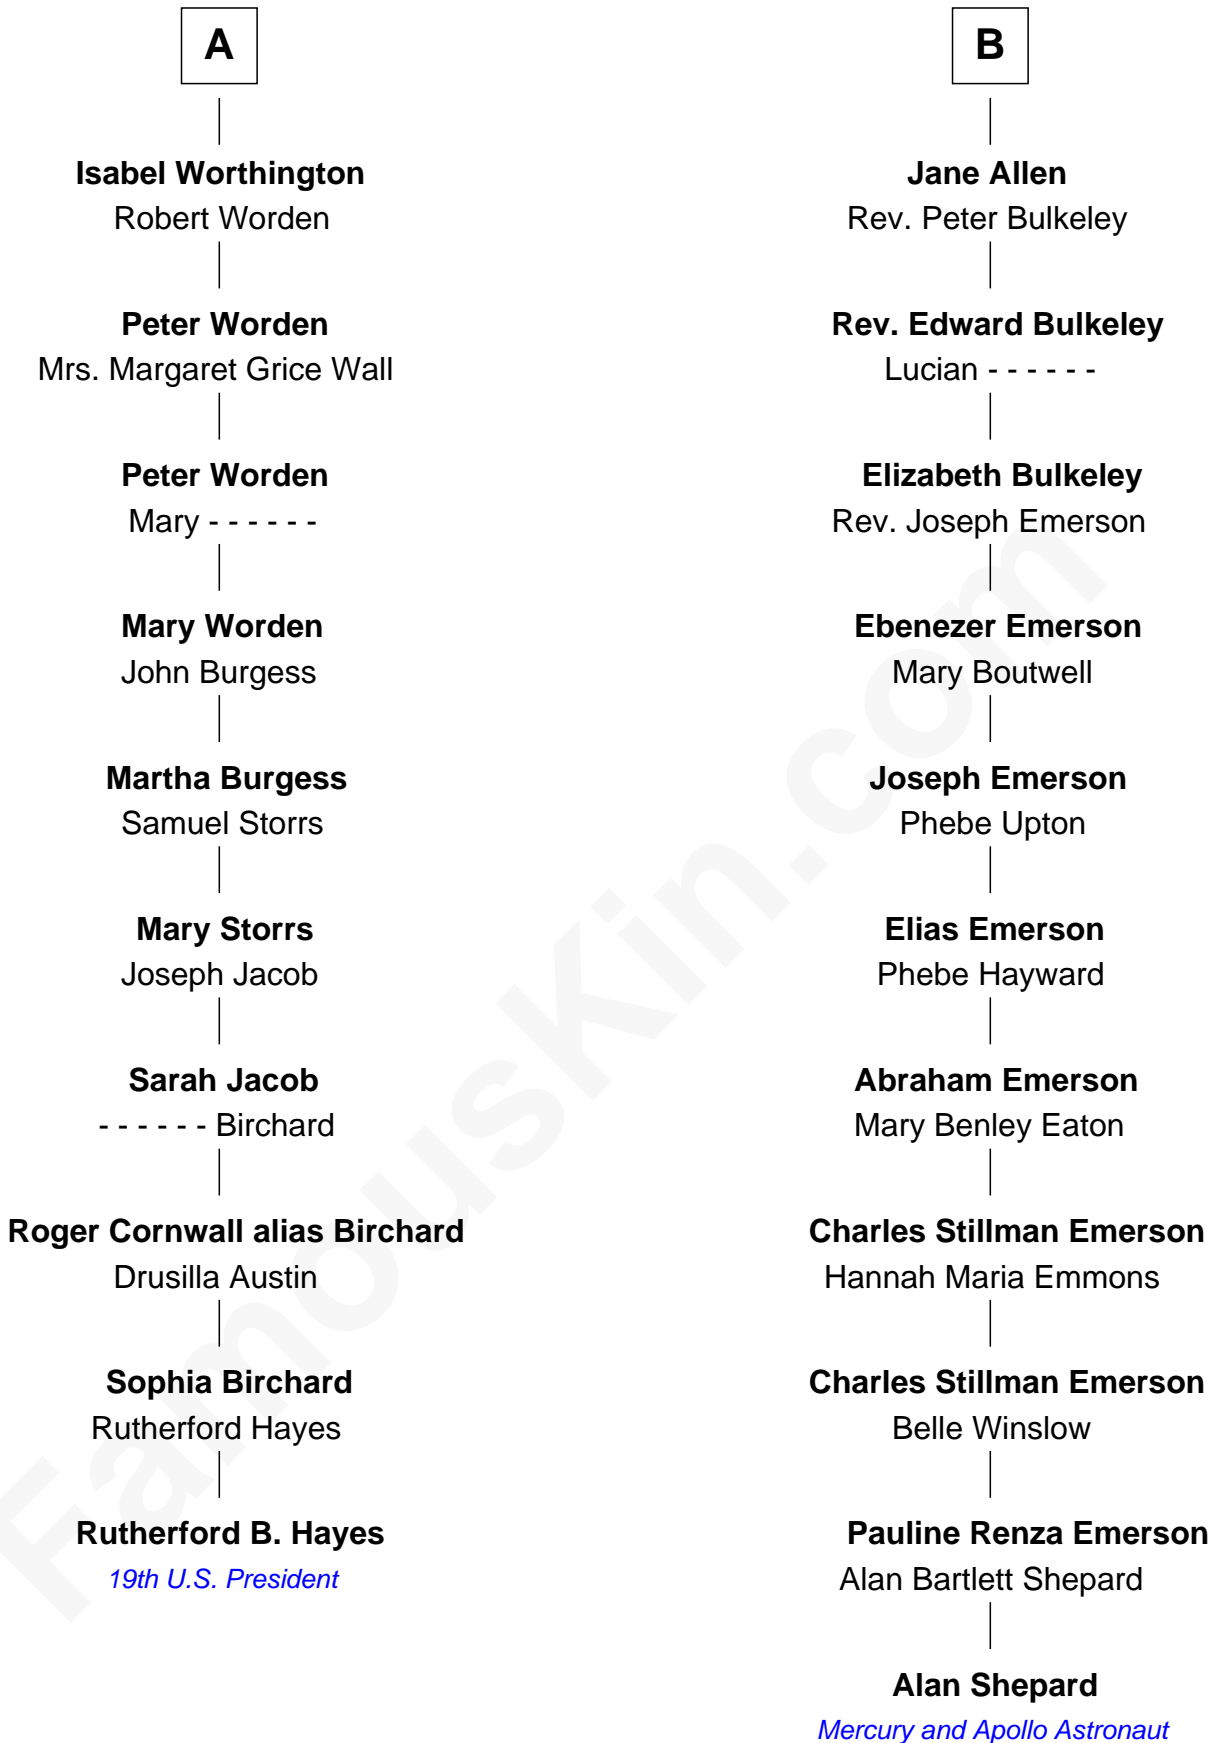 A
Isabel Worthington
Robert Worden
Peter Worden
Mrs. Margaret Grice Wall
Peter Worden
Mary - - - - - -
Mary Worden
John Burgess
Martha Burgess
Samuel Storrs
Mary Storrs
Joseph Jacob
Sarah Jacob
- - - - - - Birchard
Roger Cornwall alias Birchard
Drusilla Austin
Sophia Birchard
Rutherford Hayes
Rutherford B. Hayes
19th U.S. President
B
Jane Allen
Rev. Peter Bulkeley
Rev. Edward Bulkeley
Lucian - - - - - -
Elizabeth Bulkeley
Rev. Joseph Emerson
Ebenezer Emerson
Mary Boutwell
Joseph Emerson
Phebe Upton
Elias Emerson
Phebe Hayward
Abraham Emerson
Mary Benley Eaton
Charles Stillman Emerson
Hannah Maria Emmons
Charles Stillman Emerson
Belle Winslow
Pauline Renza Emerson
Alan Bartlett Shepard
Alan Shepard
Mercury and Apollo Astronaut
FamousKin.com